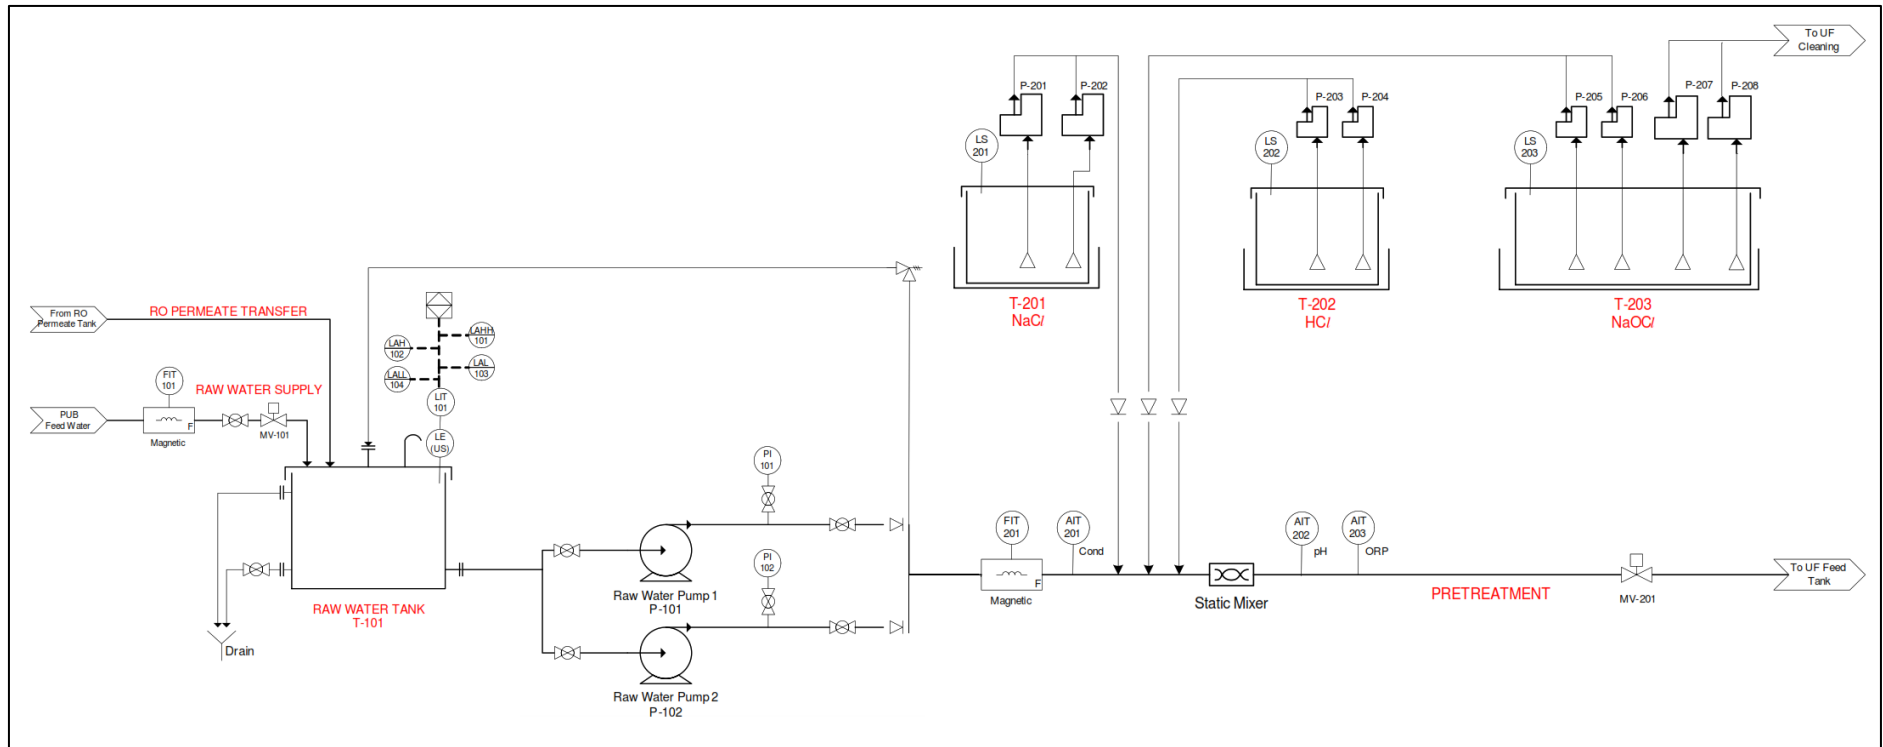 To UF
Cleaning
P-201
P-202
P-203
P-204
P-205
P-206
P-207
P-208
LS
201
LS
202
LS
203
T-201
NaCl
T-202
HCl
T-203
NaOCl
From RO
Permeate Tank
RO PERMEATE TRANSFER
LAHH
101
LAH
102
LAL
103
LALL
104
FIT
101
RAW WATER SUPPLY
LIT
101
PUB
Feed Water
F
Magnetic
MV-101
LE
(US)
PI
101
RAW WATER TANK
T-101
Drain
Raw Water Pump 1
P-101
PI
102
Raw Water Pump 2
P-102
FIT
201
AIT
201
Cond
F
Magnetic
Static Mixer
AIT
202
pH
AIT
203
ORP
PRETREATMENT
MV-201
To UF Feed
Tank